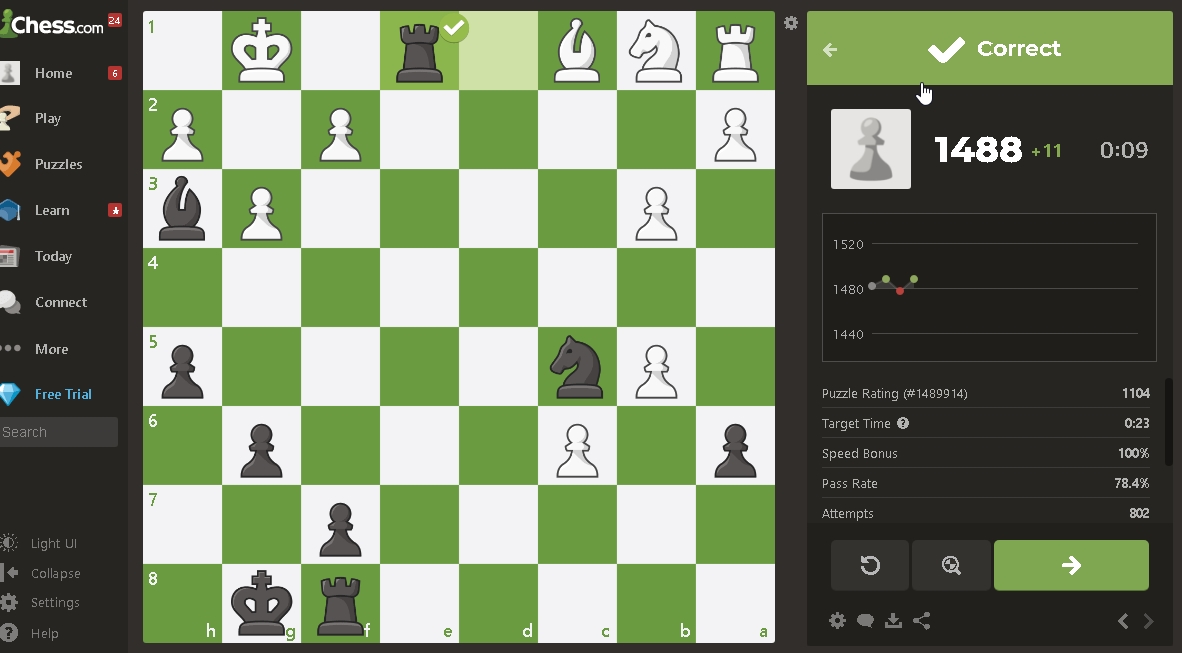 Chess.com 24
Home 6
Play
Puzzles
Learn
Today
Connect
More
Free Trial
Search
Light UI
Collapse
Settings
Help
1
2
3
4
5
6
7
8
h g f e d c b a
Correct
1488 +11 0:09
1520
1480
1440
Puzzle Rating (#1489914) 1104
Target Time ? 0:23
Speed Bonus 100%
Pass Rate 78.4%
Attempts 802